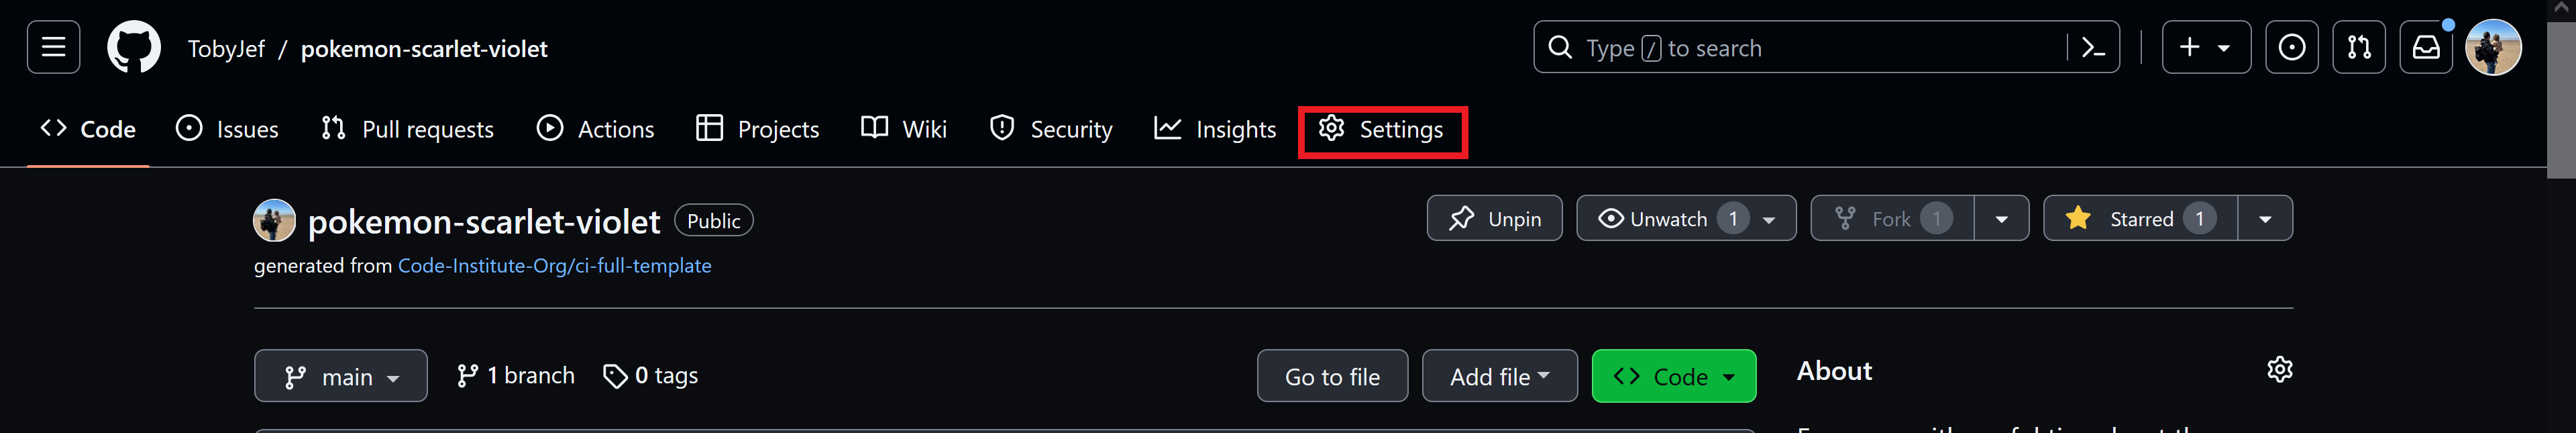 TobyJef / pokemon-scarlet-violet
Type / to search
Code Issues Pull requests Actions Projects Wiki Security Insights Settings
pokemon-scarlet-violet Public
Unpin Unwatch 1 Fork 1 Starred 1
generated from Code-Institute-Org/ci-full-template
main 1 branch 0 tags Go to file Add file Code
About